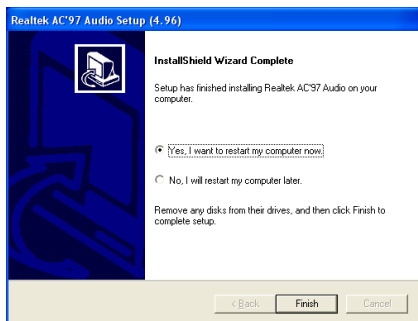 Realtek AC'97 Audio Setup (4.96)
InstallShield Wizard Complete
Setup has finished installing Realtek AC'97 Audio on your
computer.
Yes, I want to restart my computer now.
No, I will restart my computer later.
Remove any disks from their drives, and then click Finish to
complete setup.
< Back
Finish
Cancel